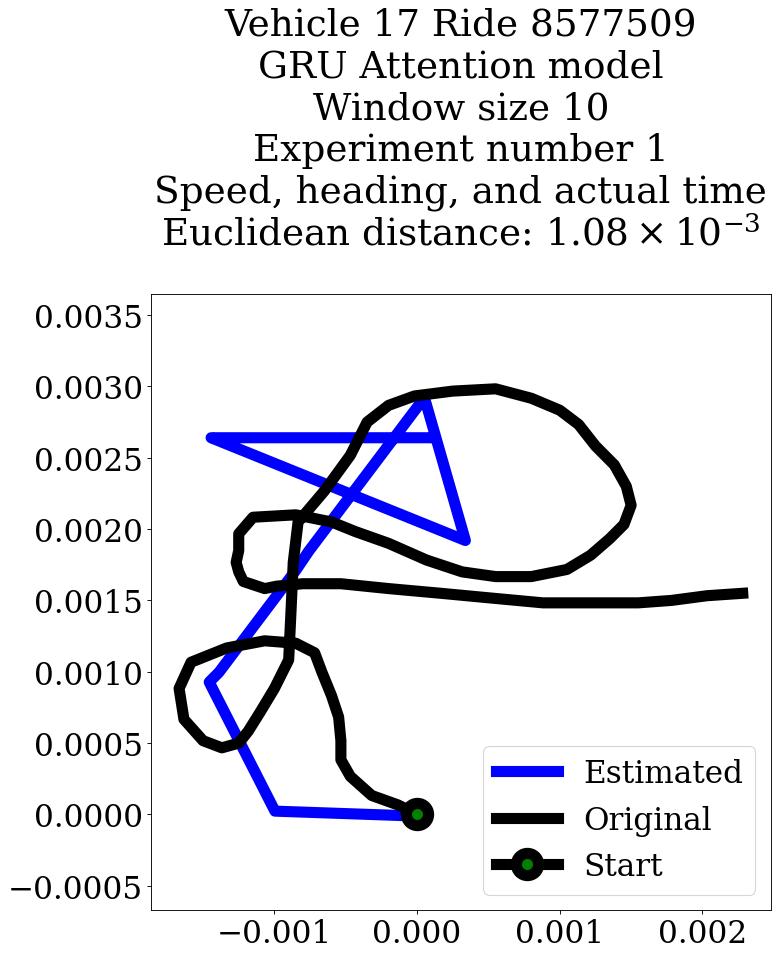 Vehicle 17 Ride 8577509
GRU Attention model
Window size 10
Experiment number 1
Speed, heading, and actual time
Euclidean distance: 1.08 × 10⁻³
0.0035
0.0030
0.0025
0.0020
0.0015
0.0010
0.0005
0.0000
−0.0005
Estimated
Original
Start
−0.001 0.000 0.001 0.002